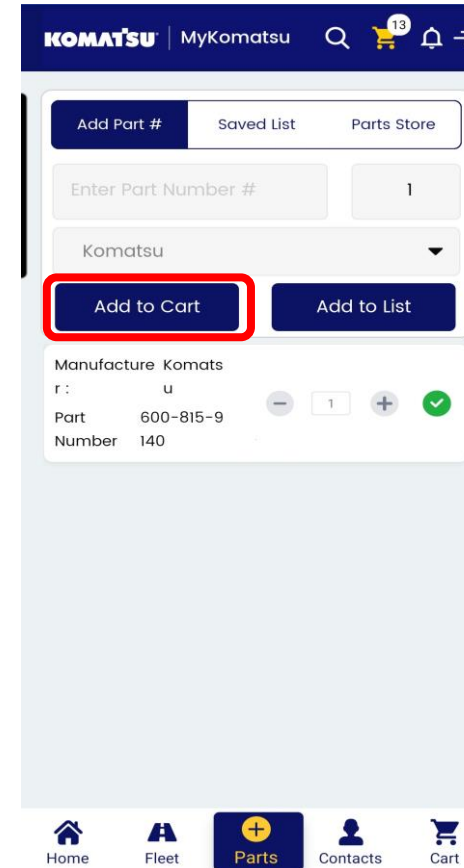 KOMATSU | MyKomatsu 13
Add Part # Saved List Parts Store
Enter Part Number # 1
Komatsu
Add to Cart Add to List
Manufacture Komats
r : u
1
Part 600-815-9
Number 140
Home Fleet Parts Contacts Cart